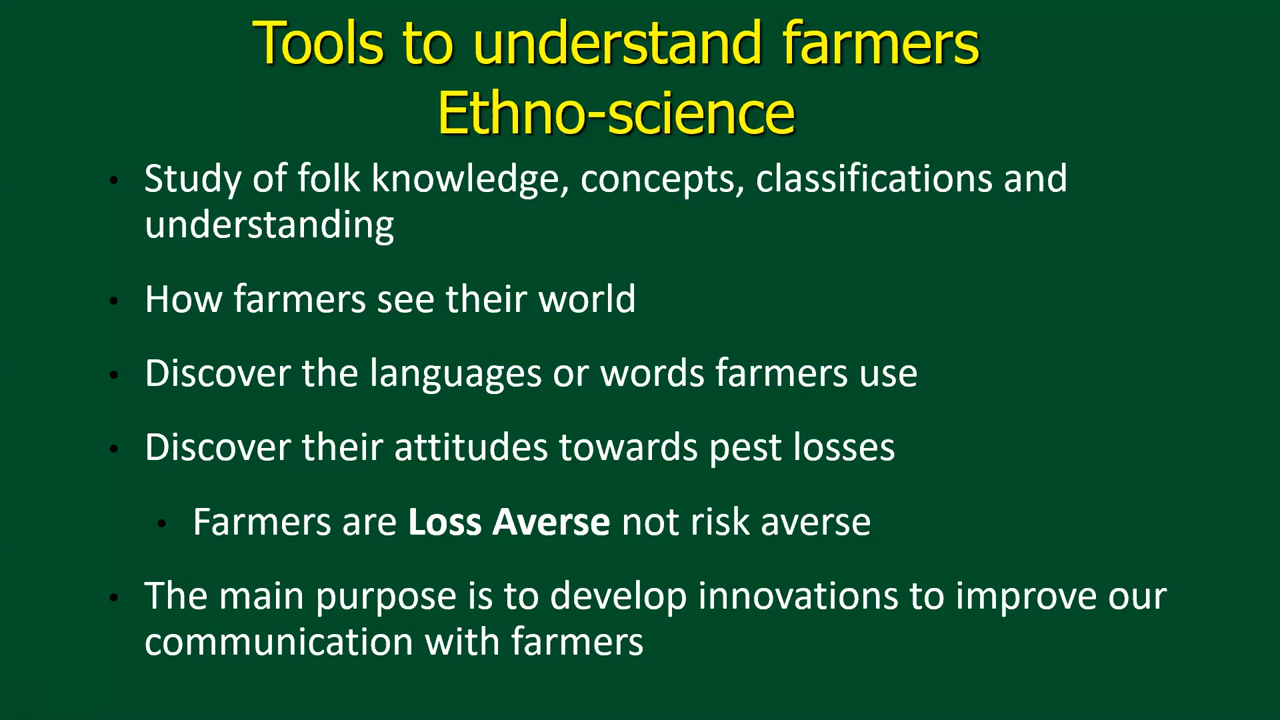 Tools to understand farmers
Ethno-science
• Study of folk knowledge, concepts, classifications and
understanding
• How farmers see their world
• Discover the languages or words farmers use
• Discover their attitudes towards pest losses
• Farmers are Loss Averse not risk averse
• The main purpose is to develop innovations to improve our
communication with farmers